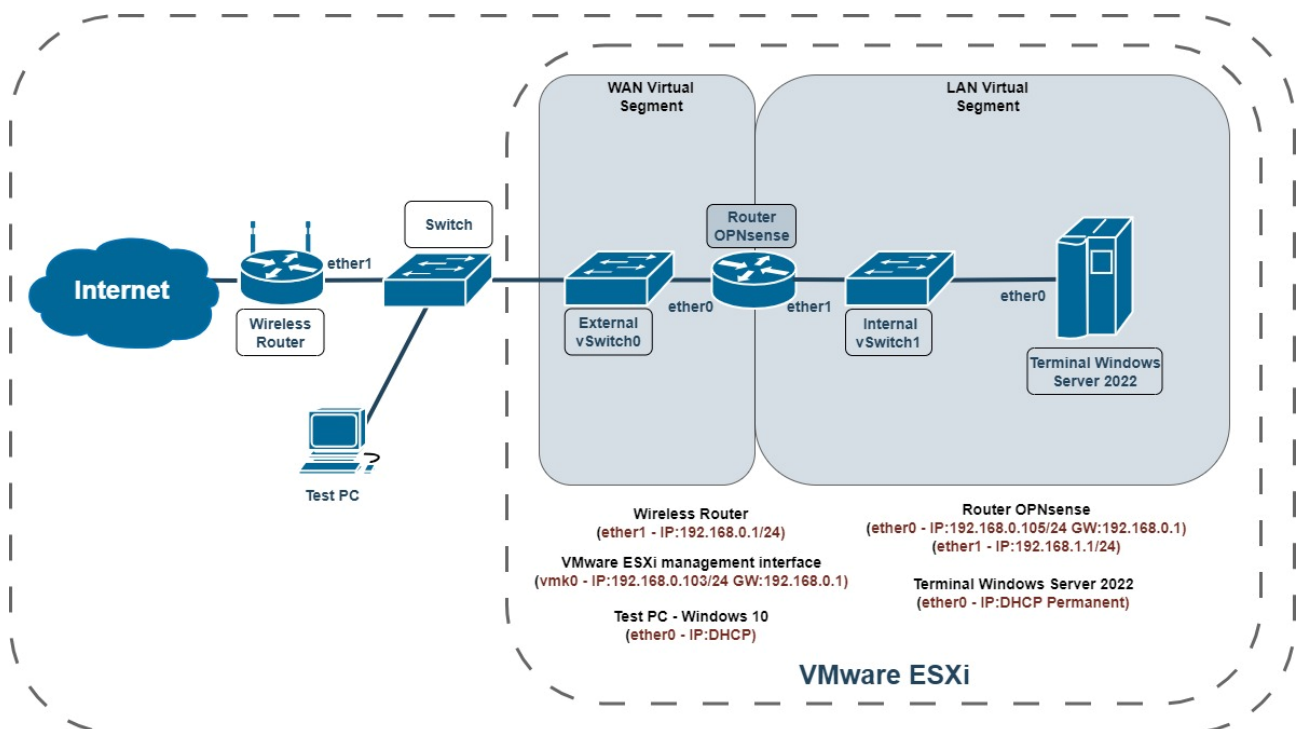 WAN Virtual
Segment
LAN Virtual
Segment
Switch
Router
OPNsense
Internet
ether1
ether0
ether1
ether0
Wireless
Router
External
vSwitch0
Internal
vSwitch1
Terminal Windows
Server 2022
Test PC
Wireless Router
(ether1 - IP:192.168.0.1/24)
VMware ESXi management interface
(vmk0 - IP:192.168.0.103/24 GW:192.168.0.1)
Test PC - Windows 10
(ether0 - IP:DHCP)
Router OPNsense
(ether0 - IP:192.168.0.105/24 GW:192.168.0.1)
(ether1 - IP:192.168.1.1/24)
Terminal Windows Server 2022
(ether0 - IP:DHCP Permanent)
VMware ESXi